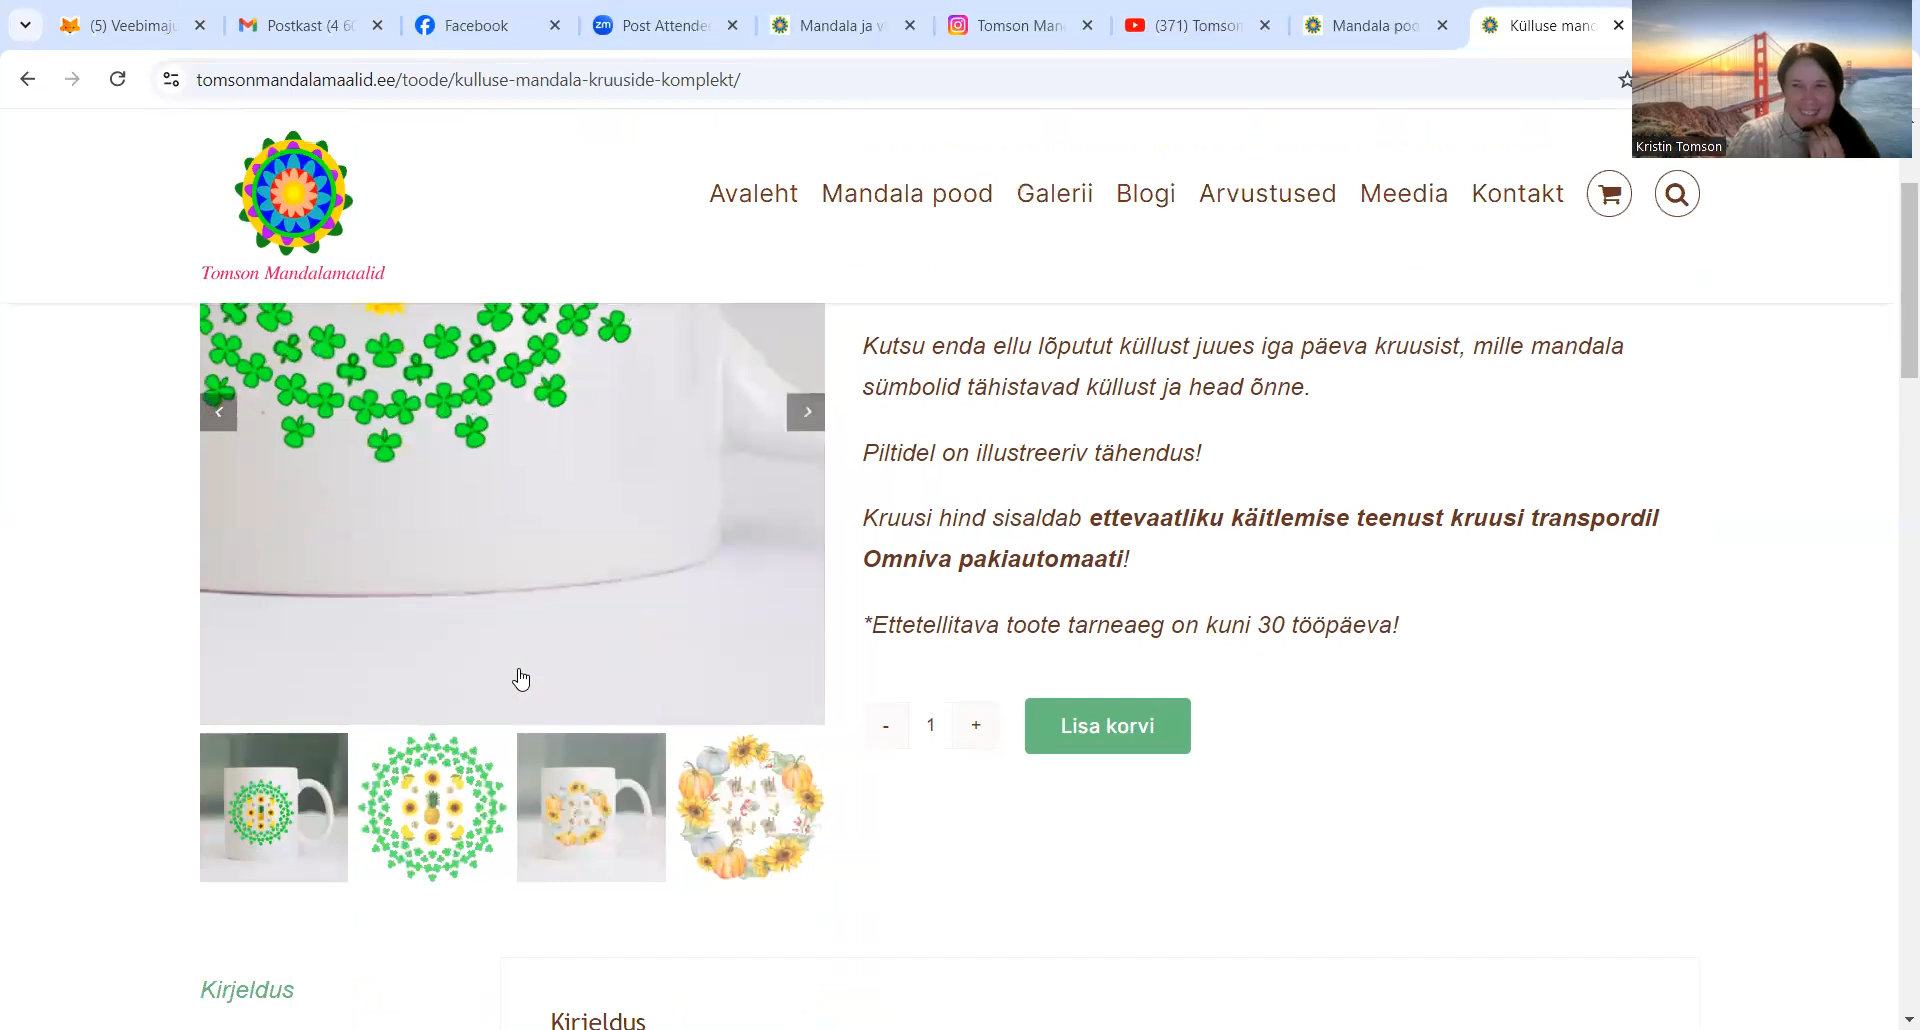 (5) Veebimaju
Postkast (4 60
Facebook
zm
Post Attende
Mandala ja v
Tomson Man
(371) Tomson
Mandala poo
Külluse mand
tomsonmandalamaalid.ee/toode/kulluse-mandala-kruuside-komplekt/
Kristin Tomson
Tomson Mandalamaalid
Avaleht
Mandala pood
Galerii
Blogi
Arvustused
Meedia
Kontakt
Kutsu enda ellu lõputut küllust juues iga päeva kruusist, mille mandala
sümbolid tähistavad küllust ja head õnne.
Piltidel on illustreeriv tähendus!
Kruusi hind sisaldab ettevaatliku käitlemise teenust kruusi transpordil
Omniva pakiautomaati!
*Ettetellitava toote tarneaeg on kuni 30 tööpäeva!
- 1 +
Lisa korvi
Kirjeldus
Kirjeldus